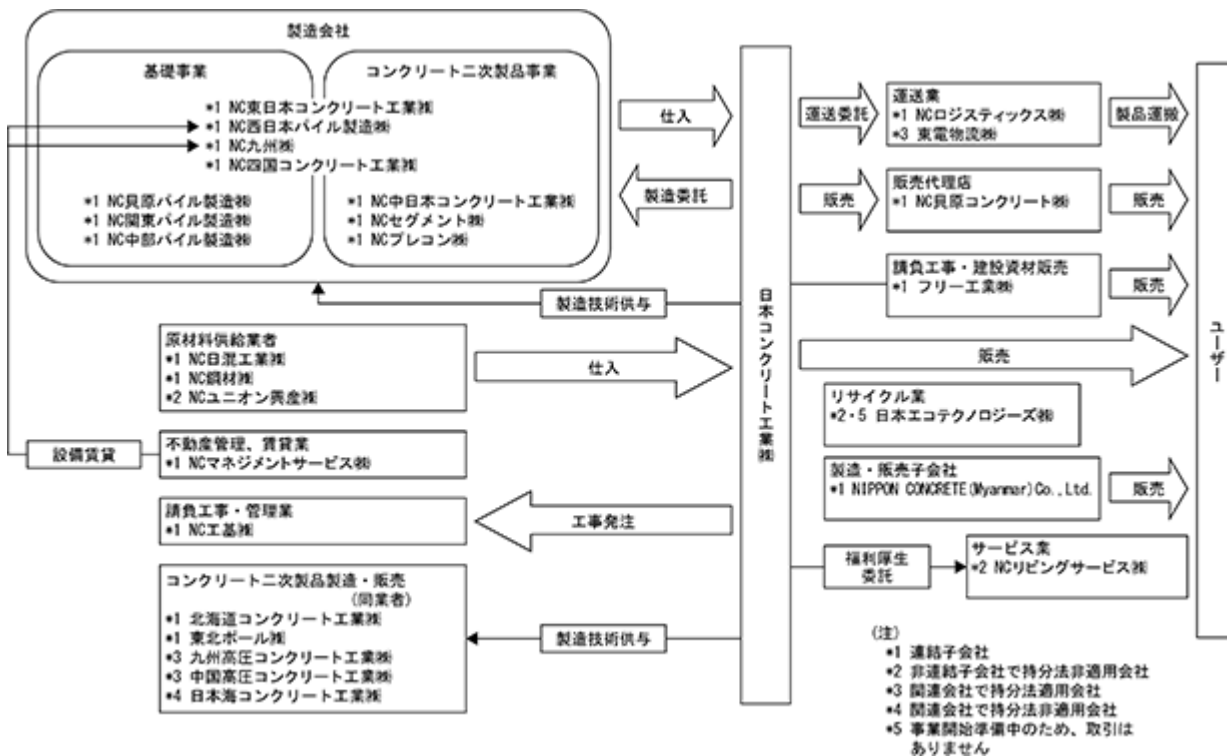 製造会社
基礎事業
コンクリート二次製品事業
*1 NC東日本コンクリート工業㈱
*1 NC西日本パイル製造㈱
*1 NC九州㈱
*1 NC四国コンクリート工業㈱
*1 NC貝原パイル製造㈱
*1 NC関東パイル製造㈱
*1 NC中部パイル製造㈱
*1 NC中日本コンクリート工業㈱
*1 NCセグメント㈱
*1 NCプレコン㈱
仕入
製造委託
製造技術供与
原材料供給業者
*1 NC日混工業㈱
*1 NC鋼材㈱
*2 NCユニオン興産㈱
仕入
設備賃貸
不動産管理、賃貸業
*1 NCマネジメントサービス㈱
請負工事・管理業
*1 NC工基㈱
工事発注
コンクリート二次製品製造・販売
(同業者)
*1 北海道コンクリート工業㈱
*1 東北ポール㈱
*3 九州高圧コンクリート工業㈱
*3 中国高圧コンクリート工業㈱
*4 日本海コンクリート工業㈱
製造技術供与
日本コンクリート工業㈱
運送委託
運送業
*1 NCロジスティックス㈱
*3 東電物流㈱
製品運搬
販売
販売代理店
*1 NC貝原コンクリート㈱
販売
請負工事・建設資材販売
*1 フリー工業㈱
販売
販売
リサイクル業
*2・5 日本エコテクノロジーズ㈱
製造・販売子会社
*1 NIPPON CONCRETE(Myanmar)Co.,Ltd.
販売
福利厚生
委託
サービス業
*2 NCリビングサービス㈱
ユーザー
(注)
*1 連結子会社
*2 非連結子会社で持分法非適用会社
*3 関連会社で持分法適用会社
*4 関連会社で持分法非適用会社
*5 事業開始準備中のため、取引は
ありません